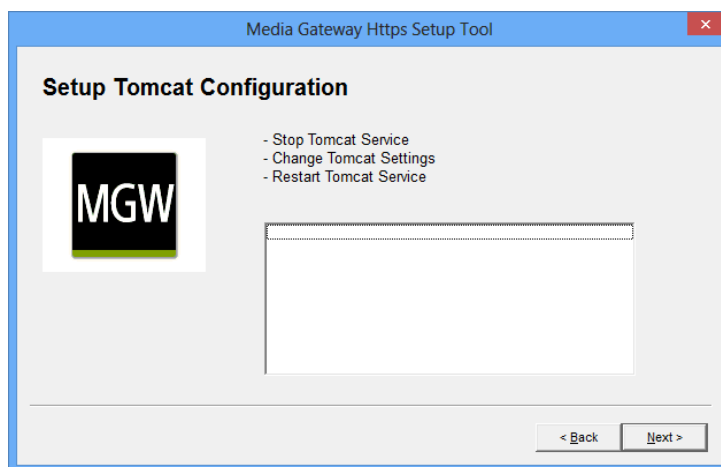 Media Gateway Https Setup Tool
Setup Tomcat Configuration
- Stop Tomcat Service
- Change Tomcat Settings
- Restart Tomcat Service
MGW
< Back
Next >